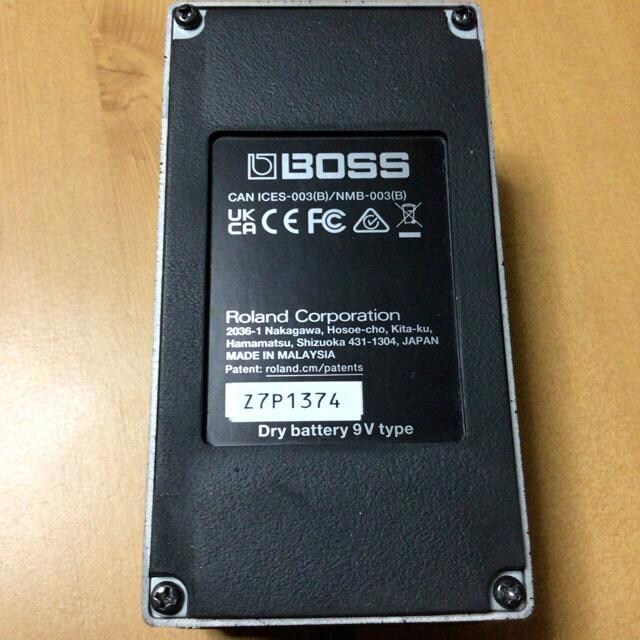 BOSS
CAN ICES-003(B)/NMB-003(B)
UK CA CE FC
Roland Corporation
2036-1 Nakagawa, Hosoe-cho, Kita-ku,
Hamamatsu, Shizuoka 431-1304, JAPAN
MADE IN MALAYSIA
Patent: roland.cm/patents
Z7P1374
Dry battery 9V type